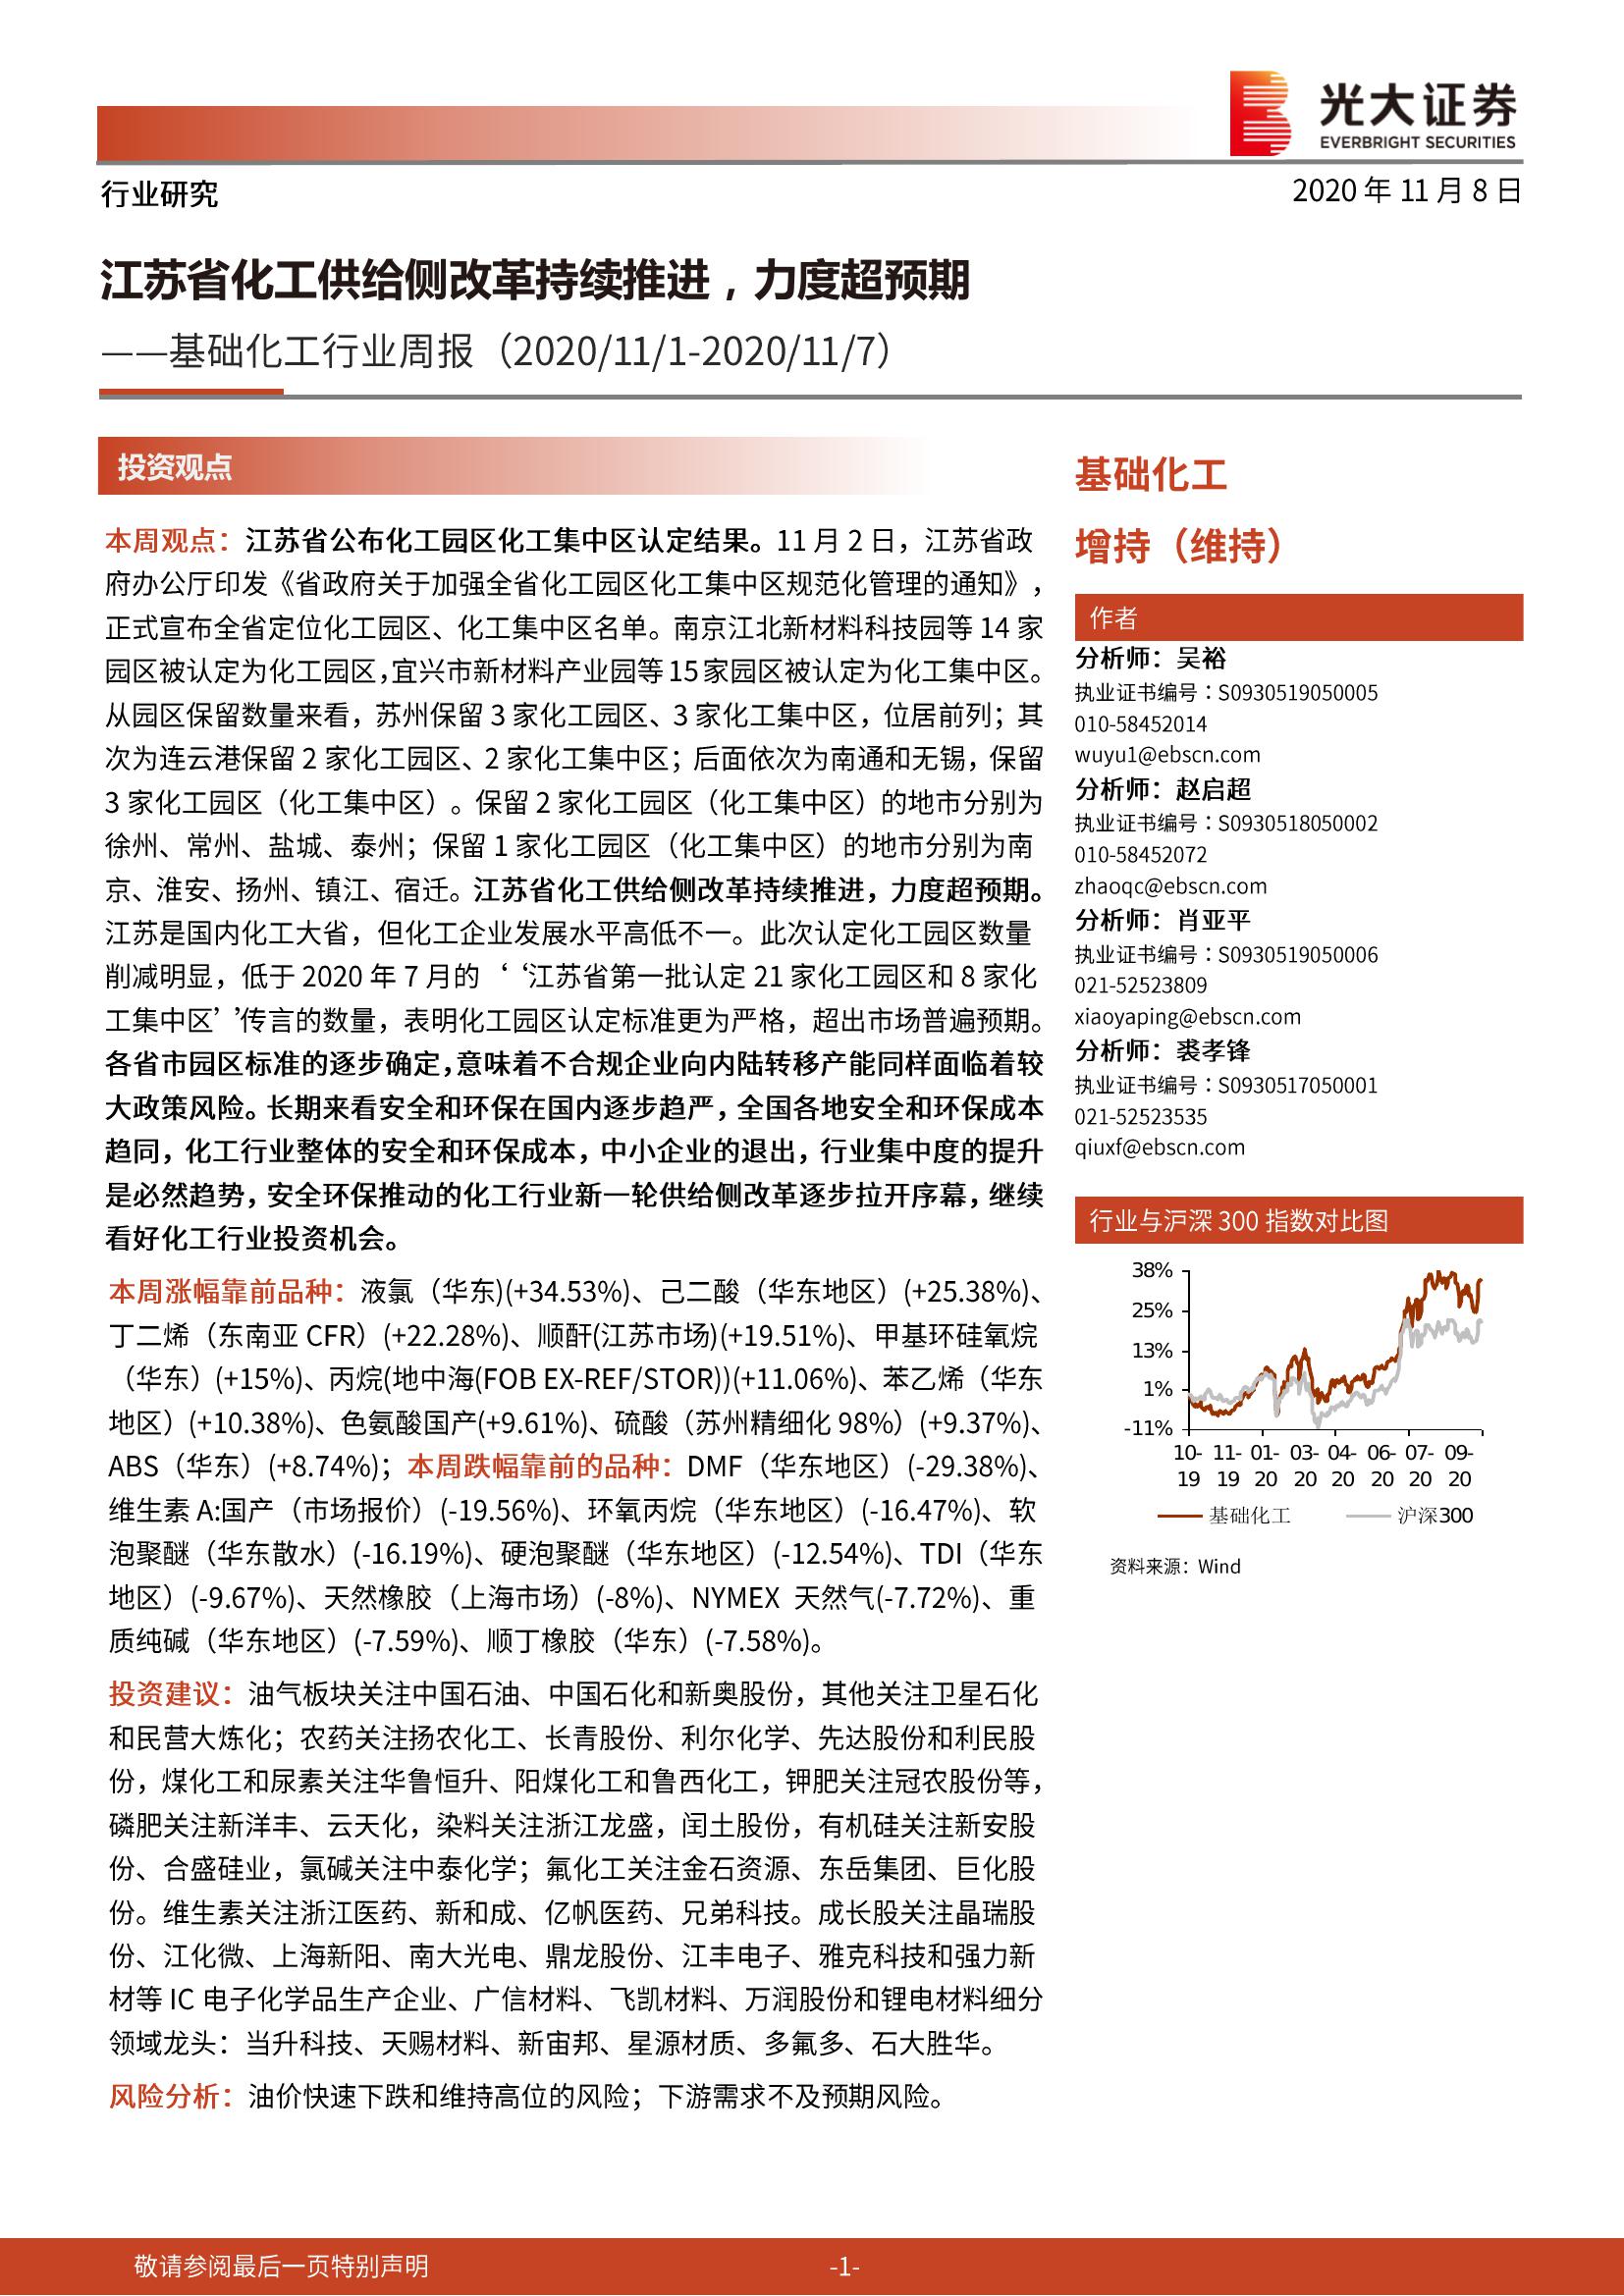 光大证券
EVERBRIGHT SECURITIES
行业研究
2020 年 11 月 8 日
江苏省化工供给侧改革持续推进，力度超预期
——基础化工行业周报（2020/11/1-2020/11/7）
投资观点
本周观点：江苏省公布化工园区化工集中区认定结果。11 月 2 日，江苏省政
府办公厅印发《省政府关于加强全省化工园区化工集中区规范化管理的通知》，
正式宣布全省定位化工园区、化工集中区名单。南京江北新材料科技园等 14 家
园区被认定为化工园区，宜兴市新材料产业园等 15 家园区被认定为化工集中区。
从园区保留数量来看，苏州保留 3 家化工园区、3 家化工集中区，位居前列；其
次为连云港保留 2 家化工园区、2 家化工集中区；后面依次为南通和无锡，保留
3 家化工园区（化工集中区）。保留 2 家化工园区（化工集中区）的地市分别为
徐州、常州、盐城、泰州；保留 1 家化工园区（化工集中区）的地市分别为南
京、淮安、扬州、镇江、宿迁。江苏省化工供给侧改革持续推进，力度超预期。
江苏是国内化工大省，但化工企业发展水平高低不一。此次认定化工园区数量
削减明显，低于 2020 年 7 月的‘‘江苏省第一批认定 21 家化工园区和 8 家化
工集中区’’传言的数量，表明化工园区认定标准更为严格，超出市场普遍预期。
各省市园区标准的逐步确定，意味着不合规企业向内陆转移产能同样面临着较
大政策风险。长期来看安全和环保在国内逐步趋严，全国各地安全和环保成本
趋同，化工行业整体的安全和环保成本，中小企业的退出，行业集中度的提升
是必然趋势，安全环保推动的化工行业新一轮供给侧改革逐步拉开序幕，继续
看好化工行业投资机会。
本周涨幅靠前品种：液氯（华东)(+34.53%)、己二酸（华东地区）(+25.38%)、
丁二烯（东南亚 CFR）(+22.28%)、顺酐(江苏市场)(+19.51%)、甲基环硅氧烷
（华东）(+15%)、丙烷(地中海(FOB EX-REF/STOR))(+11.06%)、苯乙烯（华东
地区）(+10.38%)、色氨酸国产(+9.61%)、硫酸（苏州精细化 98%）(+9.37%)、
ABS（华东）(+8.74%)；本周跌幅靠前的品种：DMF（华东地区）(-29.38%)、
维生素 A:国产（市场报价）(-19.56%)、环氧丙烷（华东地区）(-16.47%)、软
泡聚醚（华东散水）(-16.19%)、硬泡聚醚（华东地区）(-12.54%)、TDI（华东
地区）(-9.67%)、天然橡胶（上海市场）(-8%)、NYMEX 天然气(-7.72%)、重
质纯碱（华东地区）(-7.59%)、顺丁橡胶（华东）(-7.58%)。
投资建议：油气板块关注中国石油、中国石化和新奥股份，其他关注卫星石化
和民营大炼化；农药关注扬农化工、长青股份、利尔化学、先达股份和利民股
份，煤化工和尿素关注华鲁恒升、阳煤化工和鲁西化工，钾肥关注冠农股份等，
磷肥关注新洋丰、云天化，染料关注浙江龙盛，闰土股份，有机硅关注新安股
份、合盛硅业，氯碱关注中泰化学；氟化工关注金石资源、东岳集团、巨化股
份。维生素关注浙江医药、新和成、亿帆医药、兄弟科技。成长股关注晶瑞股
份、江化微、上海新阳、南大光电、鼎龙股份、江丰电子、雅克科技和强力新
材等 IC 电子化学品生产企业、广信材料、飞凯材料、万润股份和锂电材料细分
领域龙头：当升科技、天赐材料、新宙邦、星源材质、多氟多、石大胜华。
风险分析：油价快速下跌和维持高位的风险；下游需求不及预期风险。
基础化工
增持（维持）
作者
分析师：吴裕
执业证书编号：S0930519050005
010-58452014
wuyu1@ebscn.com
分析师：赵启超
执业证书编号：S0930518050002
010-58452072
zhaoqc@ebscn.com
分析师：肖亚平
执业证书编号：S0930519050006
021-52523809
xiaoyaping@ebscn.com
分析师：裘孝锋
执业证书编号：S0930517050001
021-52523535
qiuxf@ebscn.com
行业与沪深 300 指数对比图
38%
25%
13%
1%
-11%
10- 11- 01- 03- 04- 06- 07- 09-
19 19 20 20 20 20 20 20
基础化工 沪深300
资料来源：Wind
敬请参阅最后一页特别声明
-1-